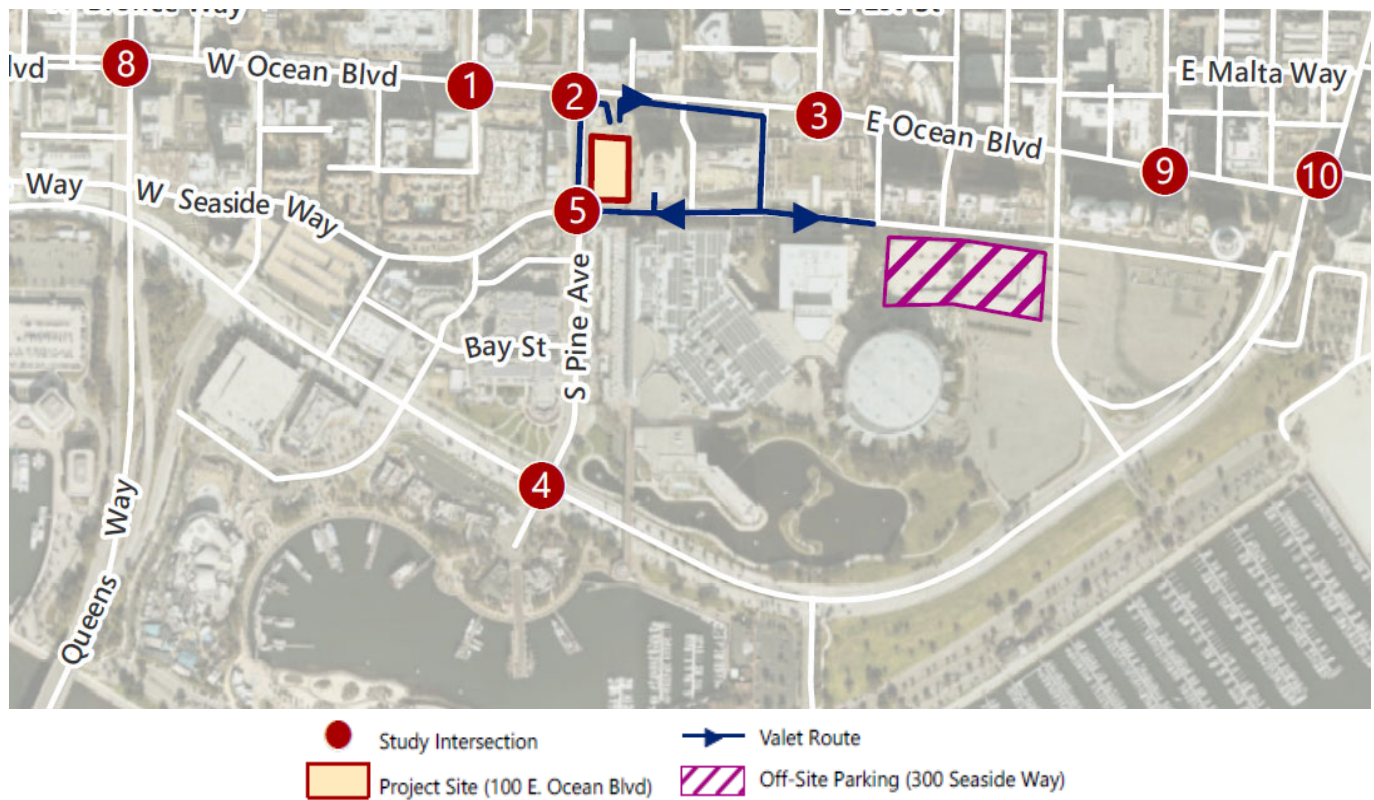 W Ocean Blvd
lvd
8
1
2
3
E Ocean Blvd
E Malta Way
9
10
Way
W Seaside Way
5
S Pine Ave
Bay St
4
Queens Way
Study Intersection
Valet Route
Project Site (100 E. Ocean Blvd)
Off-Site Parking (300 Seaside Way)